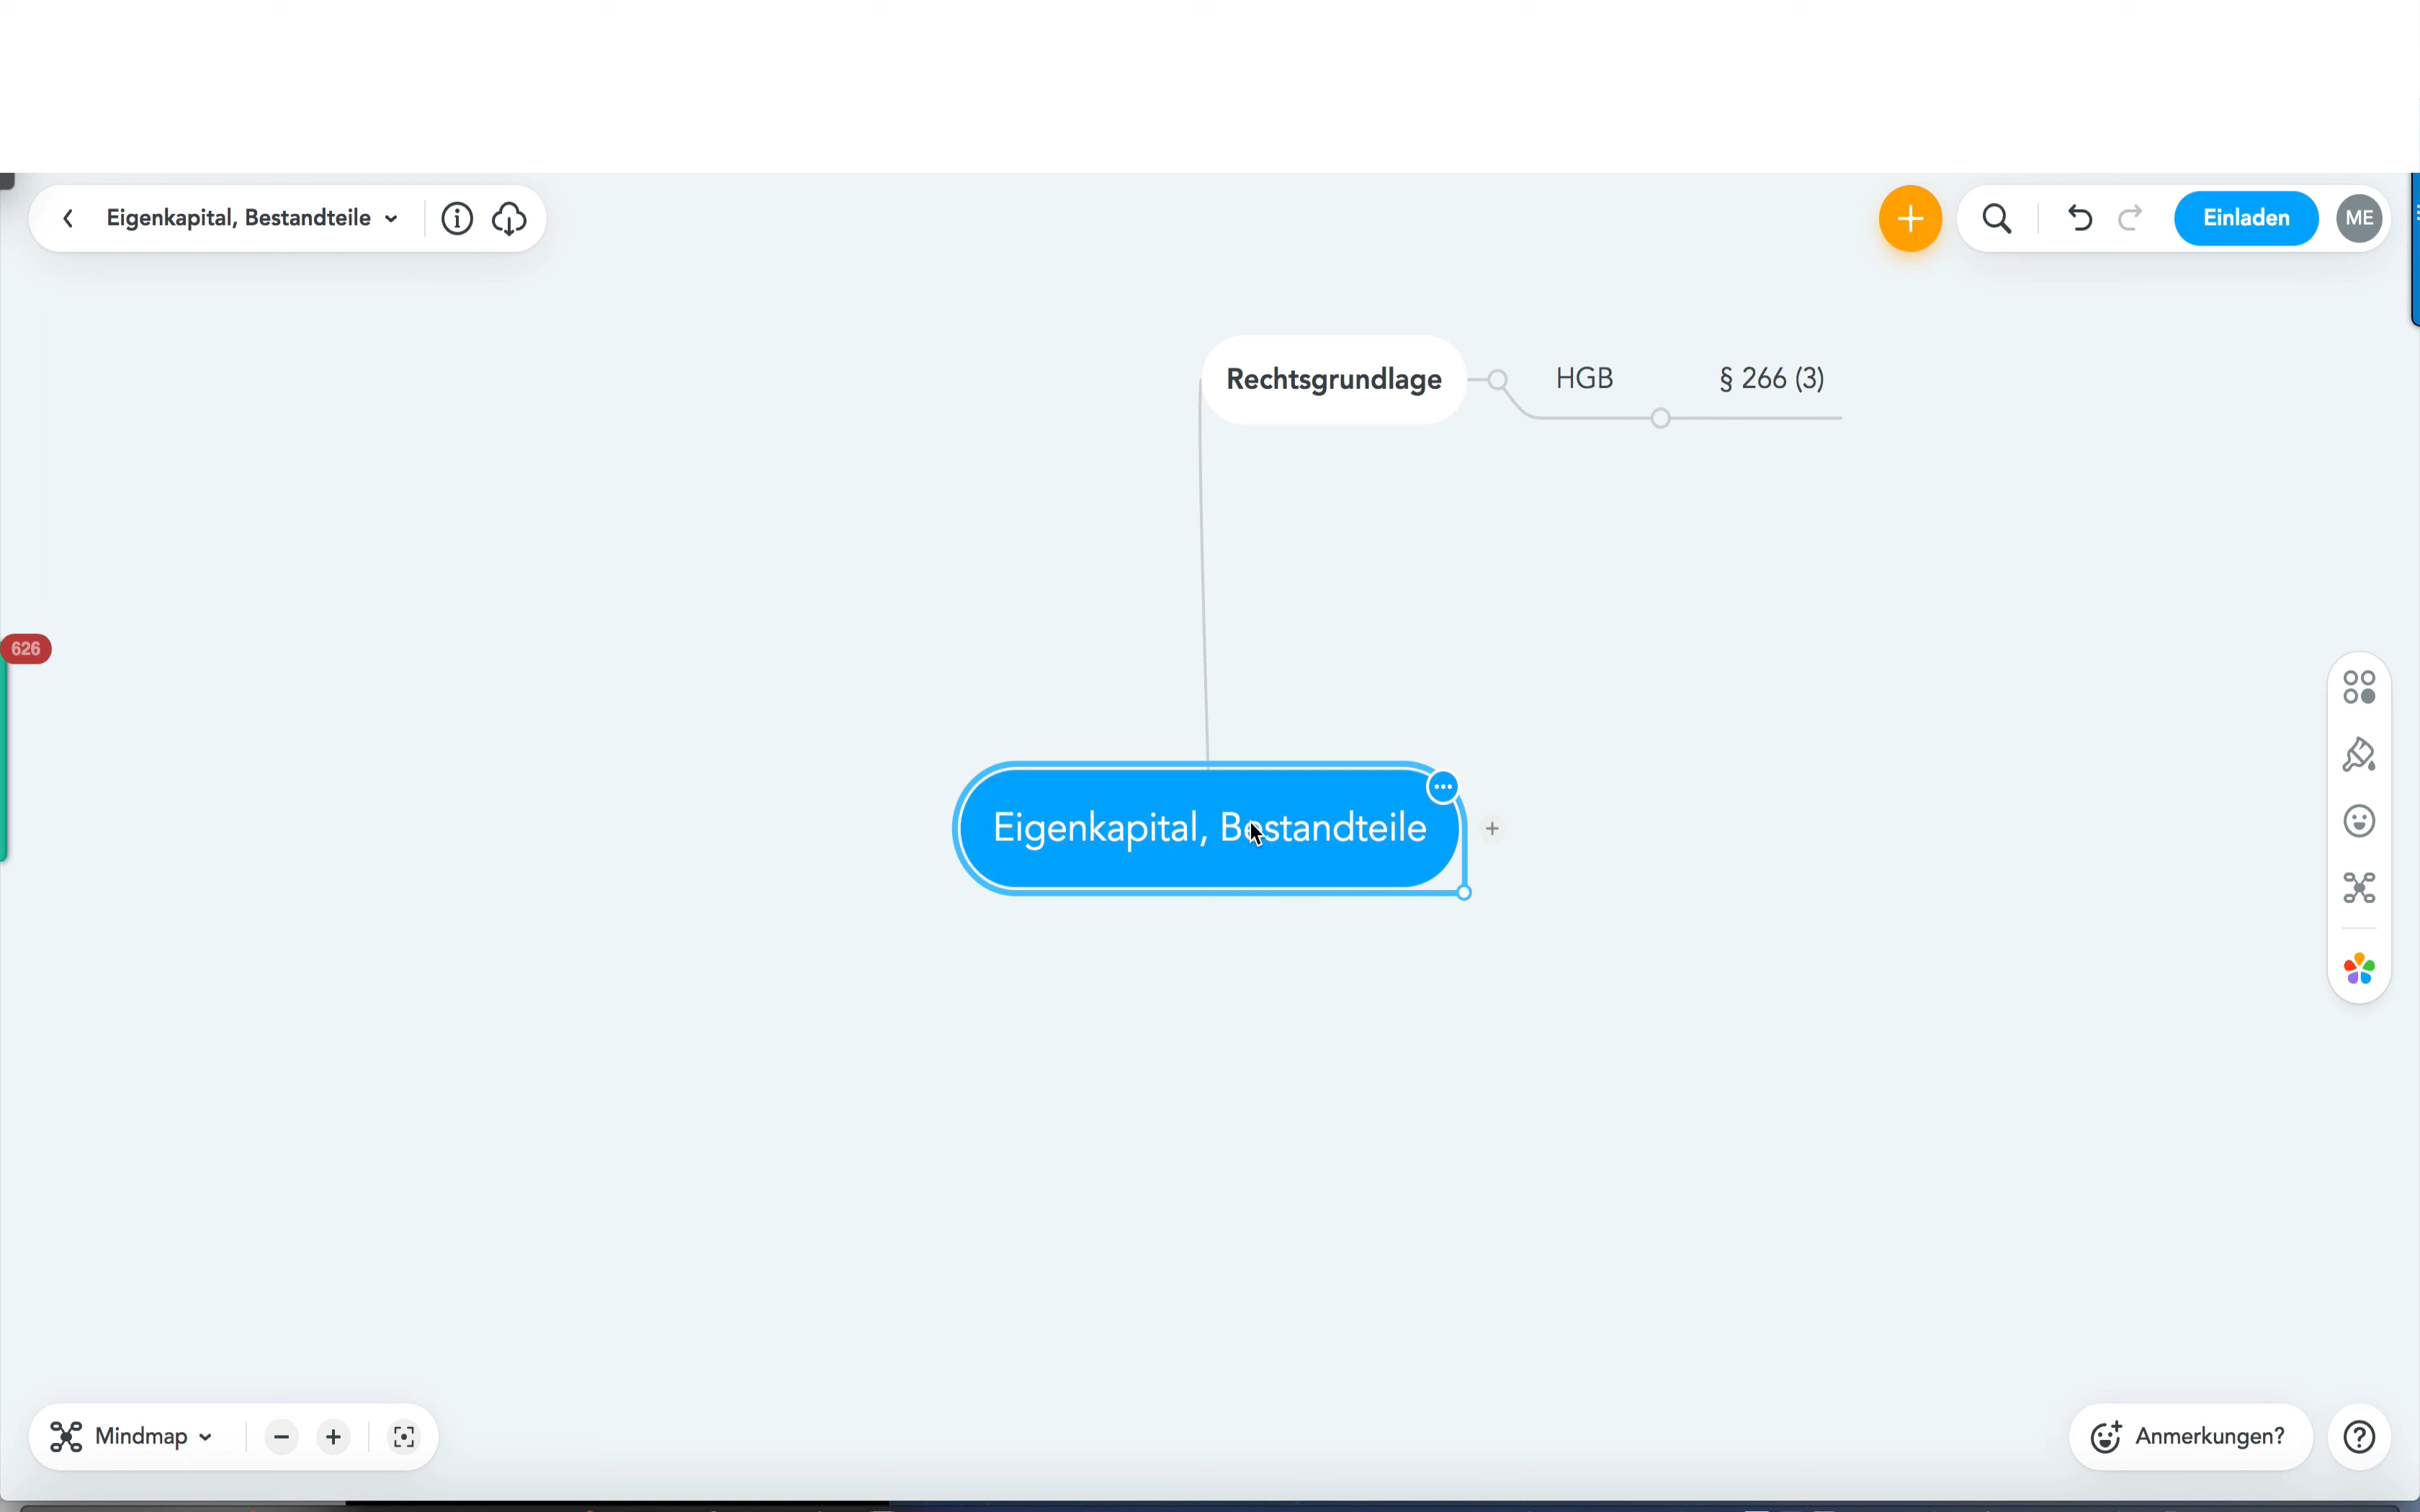 Eigenkapital, Bestandteile
Einladen
ME
Rechtsgrundlage
HGB
§ 266 (3)
626
Eigenkapital, Bestandteile
Mindmap
Anmerkungen?